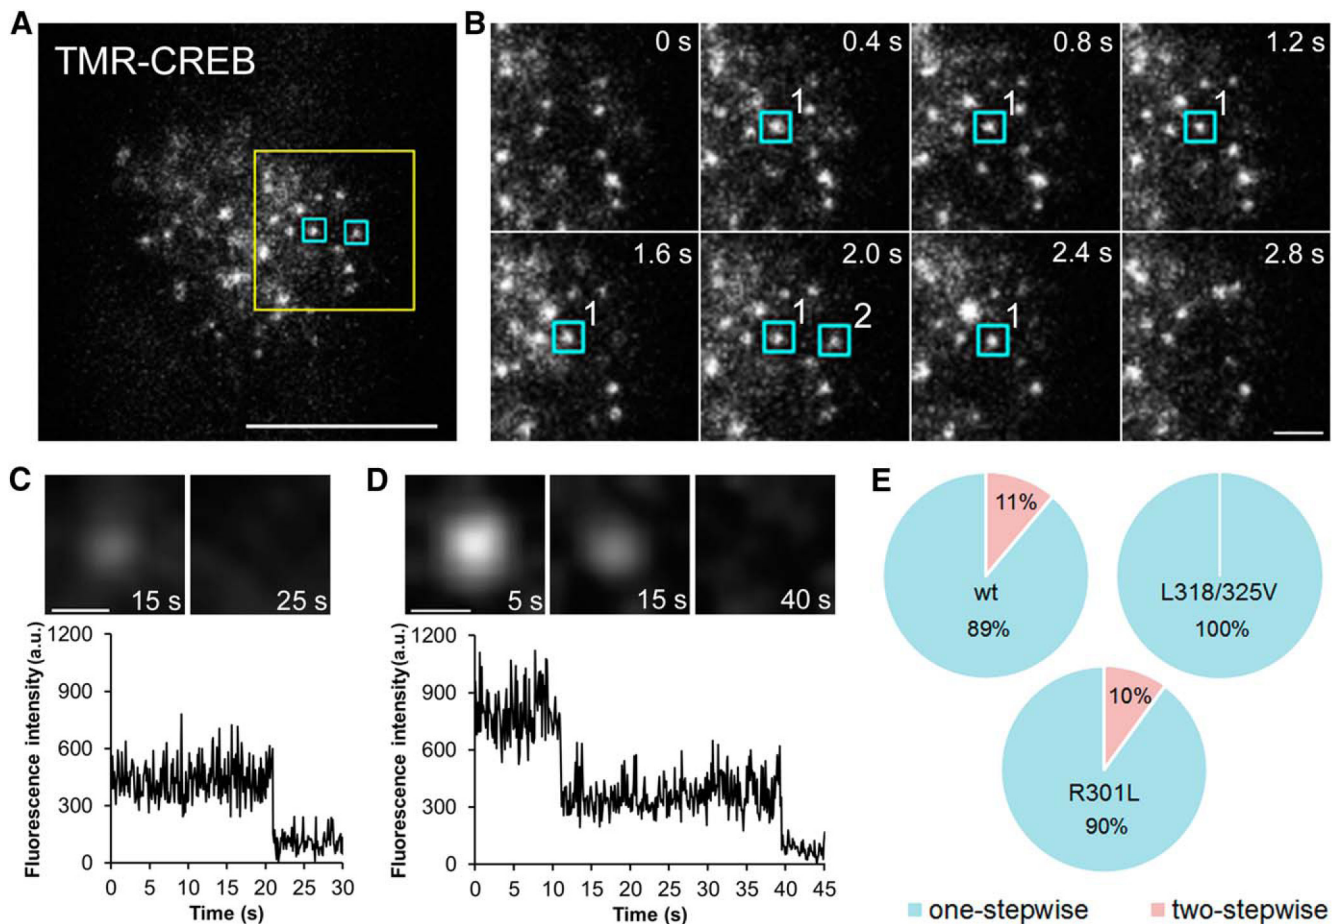 A
TMR-CREB
B
0 s
0.4 s
0.8 s
1.2 s
1
1
1
1.6 s
2.0 s
2.4 s
2.8 s
1
1
2
1
C
15 s
25 s
D
5 s
15 s
40 s
E
11%
wt
89%
L318/325V
100%
10%
R301L
90%
one-stepwise
two-stepwise
Fluorescence intensity (a.u.)
1200
900
600
300
0
0 5 10 15 20 25 30
Time (s)
Fluorescence intensity (a.u.)
1200
900
600
300
0
0 5 10 15 20 25 30 35 40 45
Time (s)